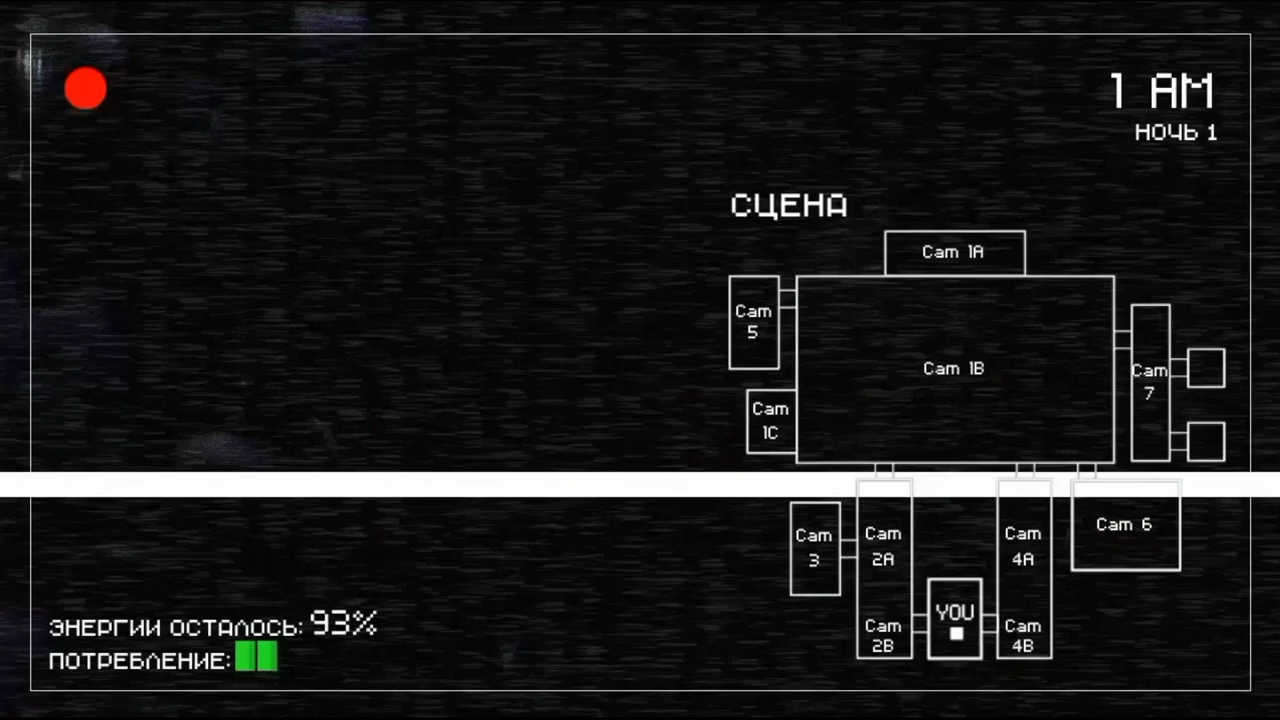 1 AM
НОЧЬ 1
СЦЕНА
Cam 1A
Cam
5
Cam 1B
Cam
7
Cam
1C
Cam
3
Cam
2A
Cam
4A
Cam 6
YOU
Cam
2B
Cam
4B
ЭНЕРГИИ ОСТАЛОСЬ: 93%
ПОТРЕБЛЕНИЕ: